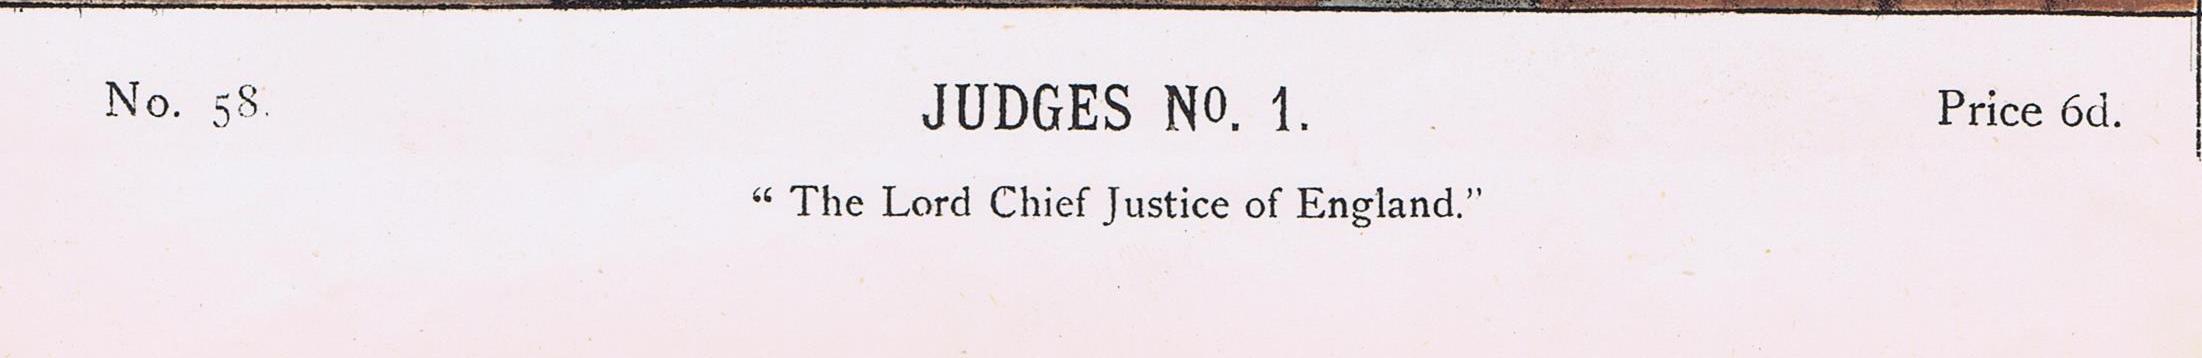 No. 58. JUDGES NO. 1. Price 6d.
“ The Lord Chief Justice of England.”